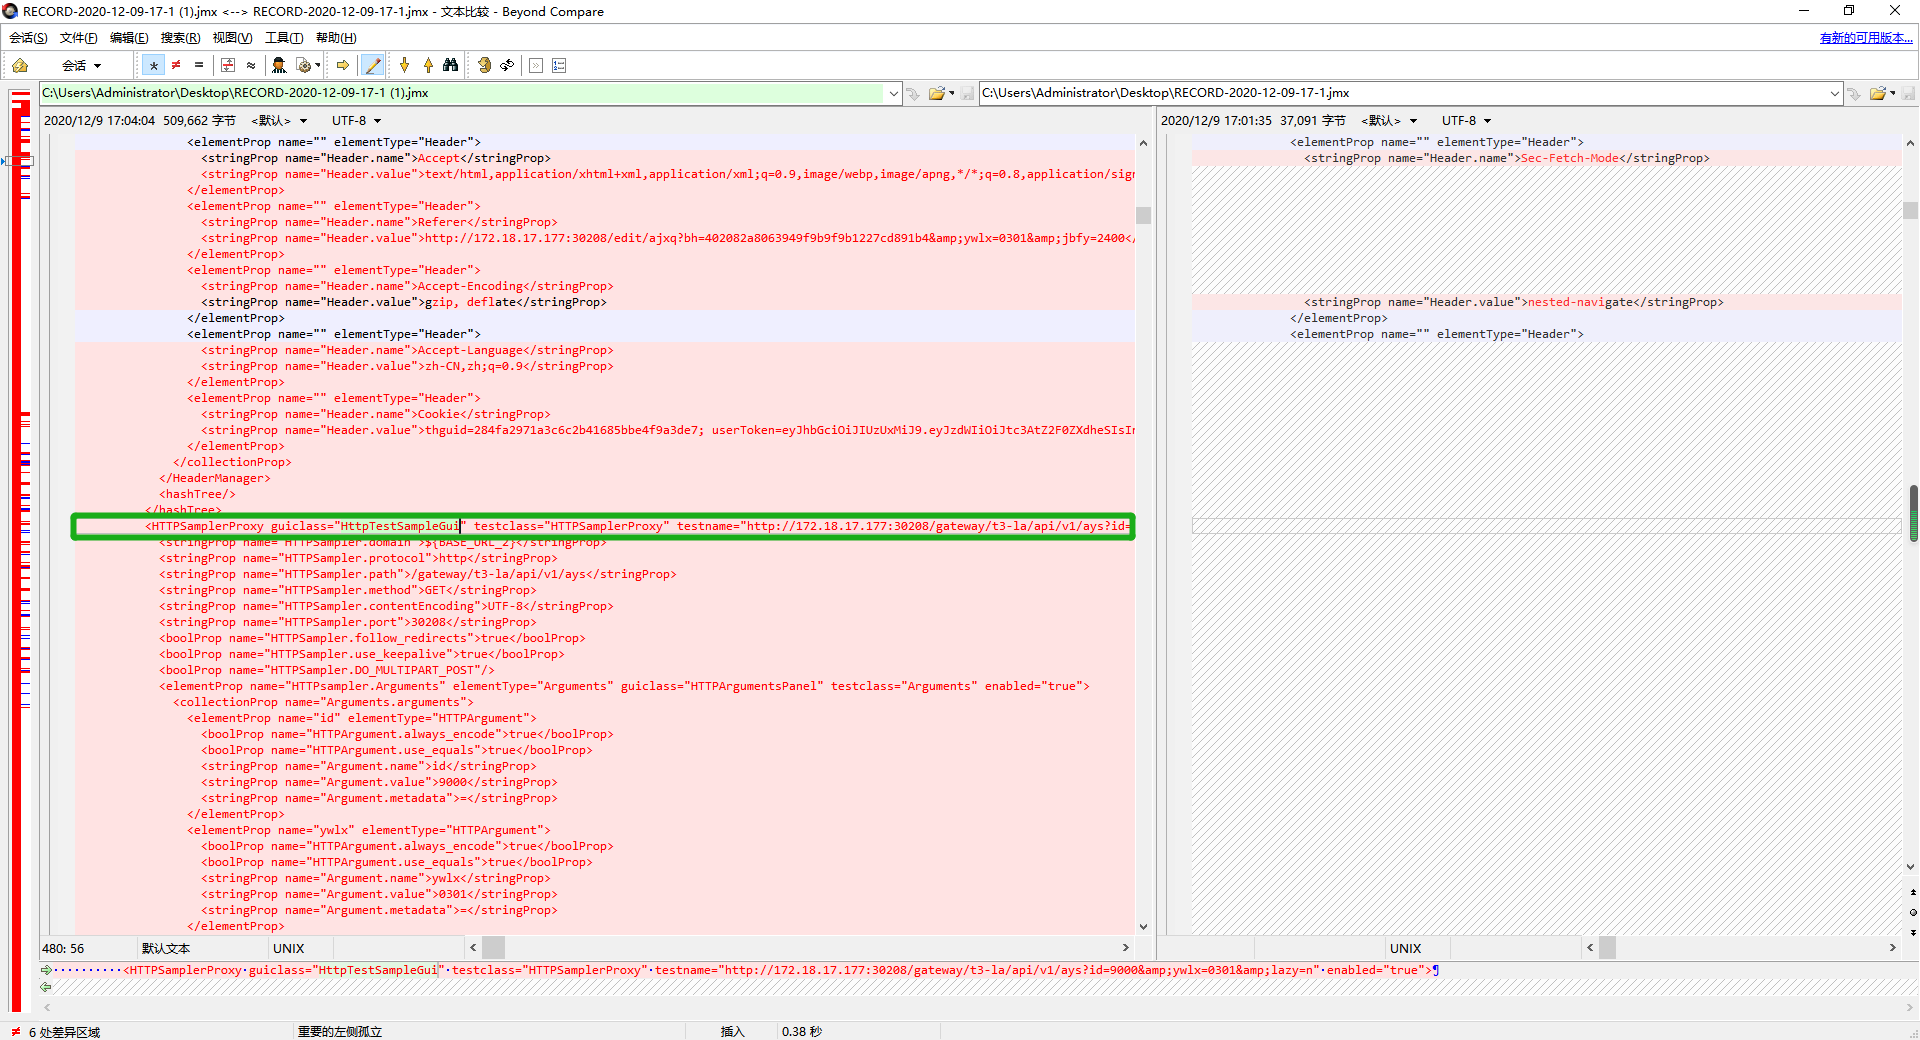 RECORD-2020-12-09-17-1 (1).jmx <--> RECORD-2020-12-09-17-1.jmx - 文本比较 - Beyond Compare
会话(S) 文件(F) 编辑(E) 搜索(R) 视图(V) 工具(T) 帮助(H)
有新的可用版本...
会话
C:\Users\Administrator\Desktop\RECORD-2020-12-09-17-1 (1).jmx
C:\Users\Administrator\Desktop\RECORD-2020-12-09-17-1.jmx
2020/12/9 17:04:04 509,662 字节 <默认> UTF-8
2020/12/9 17:01:35 37,091 字节 <默认> UTF-8
<elementProp name="" elementType="Header">
<stringProp name="Header.name">Accept</stringProp>
<stringProp name="Header.value">text/html,application/xhtml+xml,application/xml;q=0.9,image/webp,image/apng,*/*;q=0.8,application/sigr
</elementProp>
<elementProp name="" elementType="Header">
<stringProp name="Header.name">Referer</stringProp>
<stringProp name="Header.value">http://172.18.17.177:30208/edit/ajxq?bh=402082a8063949f9b9f9b1227cd891b4&amp;ywlx=0301&amp;jbfy=2400</
</elementProp>
<elementProp name="" elementType="Header">
<stringProp name="Header.name">Accept-Encoding</stringProp>
<stringProp name="Header.value">gzip, deflate</stringProp>
</elementProp>
<elementProp name="" elementType="Header">
<stringProp name="Header.name">Accept-Language</stringProp>
<stringProp name="Header.value">zh-CN,zh;q=0.9</stringProp>
</elementProp>
<elementProp name="" elementType="Header">
<stringProp name="Header.name">Cookie</stringProp>
<stringProp name="Header.value">thguid=284fa2971a3c6c2b41685bbe4f9a3de7; userToken=eyJhbGciOiJIUzUxMiJ9.eyJzdWIiOiJtc3AtZ2F0ZXdheSIsIr
</elementProp>
</collectionProp>
</HeaderManager>
<hashTree/>
</hashTree>
<HTTPSamplerProxy guiclass="HttpTestSampleGui" testclass="HTTPSamplerProxy" testname="http://172.18.17.177:30208/gateway/t3-la/api/v1/ays?id=
<stringProp name="HTTPSampler.domain">${BASE_URL_2}</stringProp>
<stringProp name="HTTPSampler.protocol">http</stringProp>
<stringProp name="HTTPSampler.path">/gateway/t3-la/api/v1/ays</stringProp>
<stringProp name="HTTPSampler.method">GET</stringProp>
<stringProp name="HTTPSampler.contentEncoding">UTF-8</stringProp>
<stringProp name="HTTPSampler.port">30208</stringProp>
<boolProp name="HTTPSampler.follow_redirects">true</boolProp>
<boolProp name="HTTPSampler.use_keepalive">true</boolProp>
<boolProp name="HTTPSampler.DO_MULTIPART_POST"/>
<elementProp name="HTTPsampler.Arguments" elementType="Arguments" guiclass="HTTPArgumentsPanel" testclass="Arguments" enabled="true">
<collectionProp name="Arguments.arguments">
<elementProp name="id" elementType="HTTPArgument">
<boolProp name="HTTPArgument.always_encode">true</boolProp>
<boolProp name="HTTPArgument.use_equals">true</boolProp>
<stringProp name="Argument.name">id</stringProp>
<stringProp name="Argument.value">9000</stringProp>
<stringProp name="Argument.metadata">=</stringProp>
</elementProp>
<elementProp name="ywlx" elementType="HTTPArgument">
<boolProp name="HTTPArgument.always_encode">true</boolProp>
<boolProp name="HTTPArgument.use_equals">true</boolProp>
<stringProp name="Argument.name">ywlx</stringProp>
<stringProp name="Argument.value">0301</stringProp>
<stringProp name="Argument.metadata">=</stringProp>
</elementProp>
<elementProp name="" elementType="Header">
<stringProp name="Header.name">Sec-Fetch-Mode</stringProp>
<stringProp name="Header.value">nested-navigate</stringProp>
</elementProp>
<elementProp name="" elementType="Header">
480: 56 默认文本 UNIX
UNIX
<HTTPSamplerProxy·guiclass="HttpTestSampleGui"·testclass="HTTPSamplerProxy"·testname="http://172.18.17.177:30208/gateway/t3-la/api/v1/ays?id=9000&amp;ywlx=0301&amp;lazy=n"·enabled="true">¶
≠ 6 处差异区域 重要的左侧孤立 插入 0.38 秒